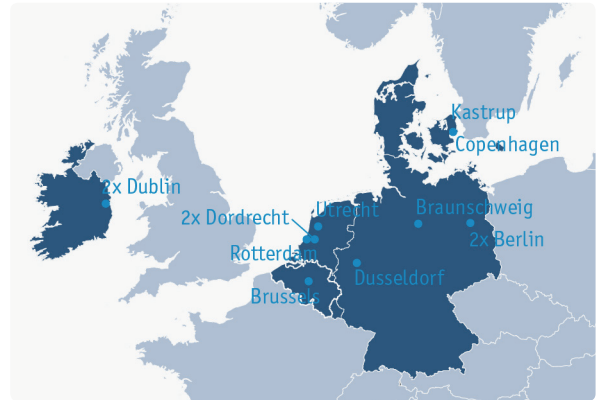 Kastrup
Copenhagen
2x Dublin
2x Dordrecht
Utrecht
Braunschweig
2x Berlin
Rotterdam
Dusseldorf
Brussels